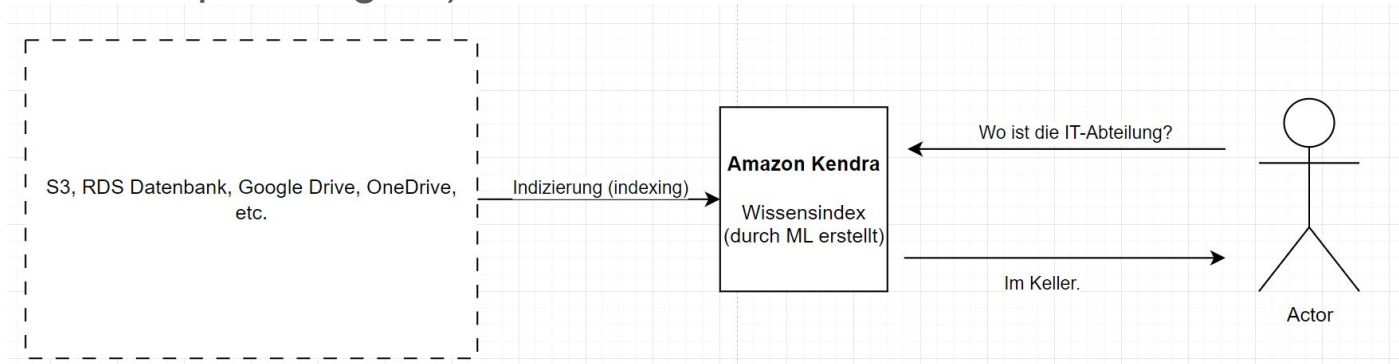 S3, RDS Datenbank, Google Drive, OneDrive,
etc.
Indizierung (indexing)
Amazon Kendra
Wissensindex
(durch ML erstellt)
Wo ist die IT-Abteilung?
Im Keller.
Actor